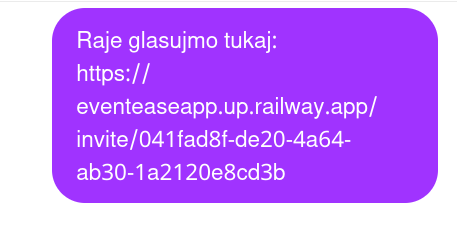 Raje glasujmo tukaj:
https://
eventeaseapp.up.railway.app/
invite/041fad8f-de20-4a64-
ab30-1a2120e8cd3b